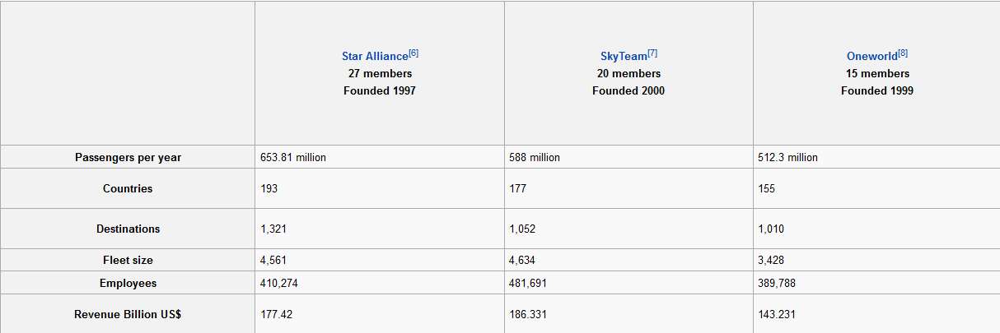 Star Alliance[6] SkyTeam[7] Oneworld[8]
27 members 20 members 15 members
Founded 1997 Founded 2000 Founded 1999
Passengers per year 653.81 million 588 million 512.3 million
Countries 193 177 155
Destinations 1,321 1,052 1,010
Fleet size 4,561 4,634 3,428
Employees 410,274 481,691 389,788
Revenue Billion US$ 177.42 186.331 143.231